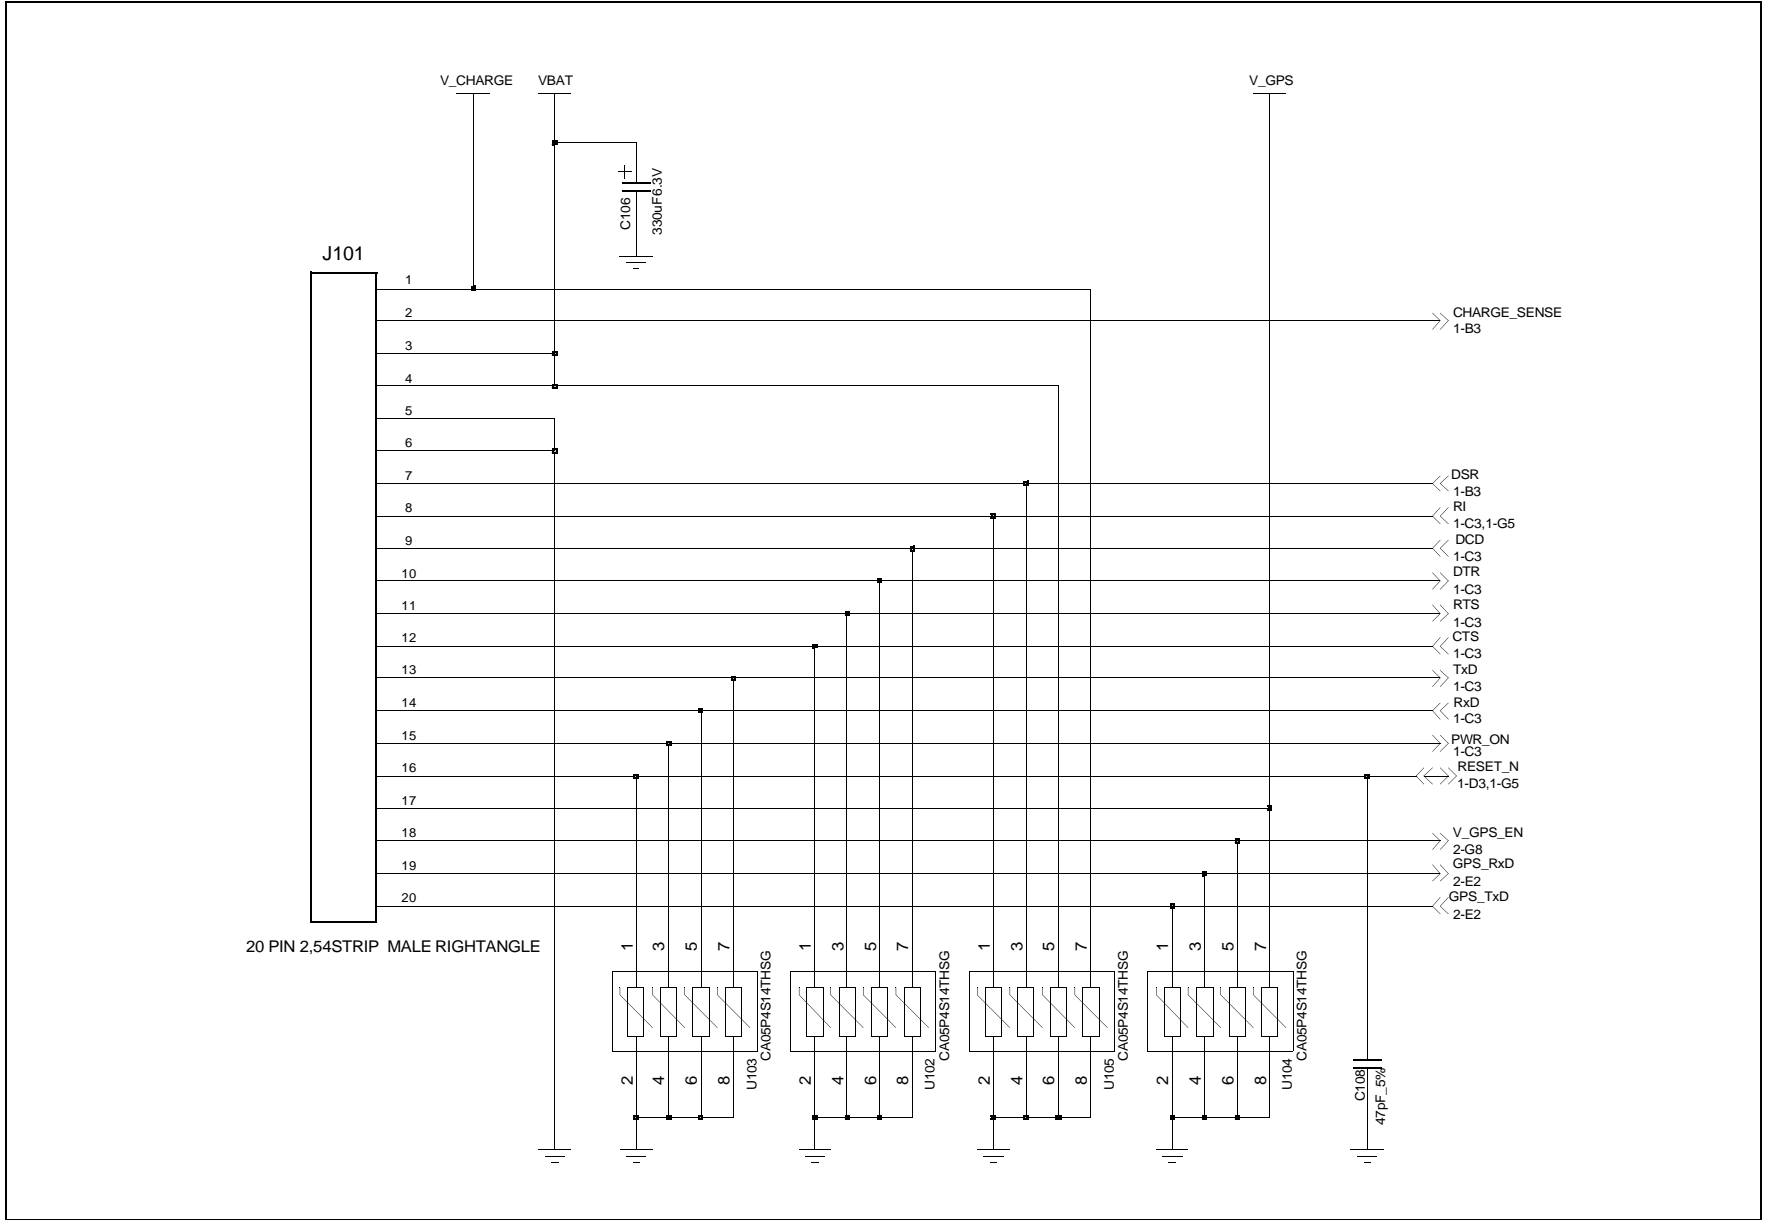 V_CHARGE
VBAT
V_GPS
+
C106
330uF6.3V
J101
1
2
CHARGE_SENSE
1-B3
3
4
5
6
7
DSR
1-B3
8
RI
1-C3,1-G5
9
DCD
1-C3
10
DTR
1-C3
11
RTS
1-C3
12
CTS
1-C3
13
TxD
1-C3
14
RxD
1-C3
15
PWR_ON
1-C3
16
RESET_N
1-D3,1-G5
17
18
V_GPS_EN
2-G8
19
GPS_RxD
2-E2
20
GPS_TxD
2-E2
20 PIN 2,54STRIP MALE RIGHTANGLE
1 3 5 7
CA05P4S14THSG
2 4 6 8
U103
1 3 5 7
CA05P4S14THSG
2 4 6 8
U102
1 3 5 7
CA05P4S14THSG
2 4 6 8
U105
1 3 5 7
CA05P4S14THSG
2 4 6 8
U104
C108
47pF_5%